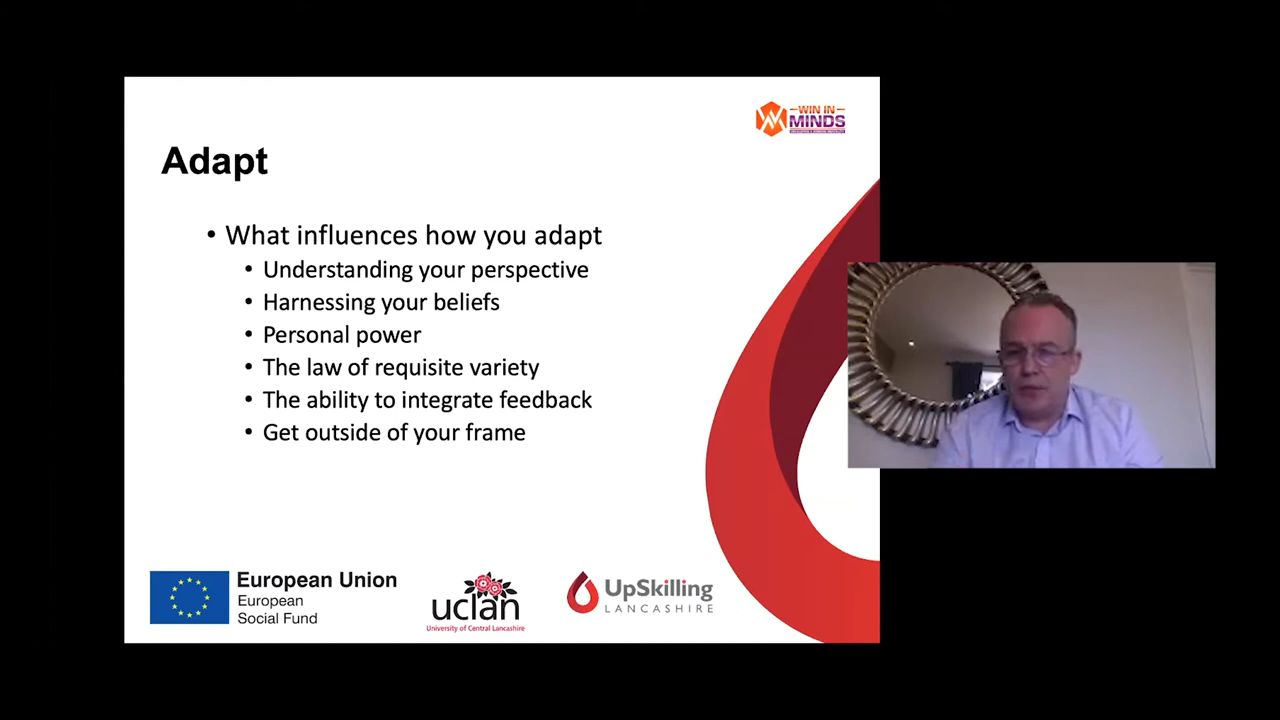 WIN IN
MINDS
Adapt
• What influences how you adapt
• Understanding your perspective
• Harnessing your beliefs
• Personal power
• The law of requisite variety
• The ability to integrate feedback
• Get outside of your frame
European Union
European
Social Fund
uclan
University of Central Lancashire
UpSkilling
LANCASHIRE